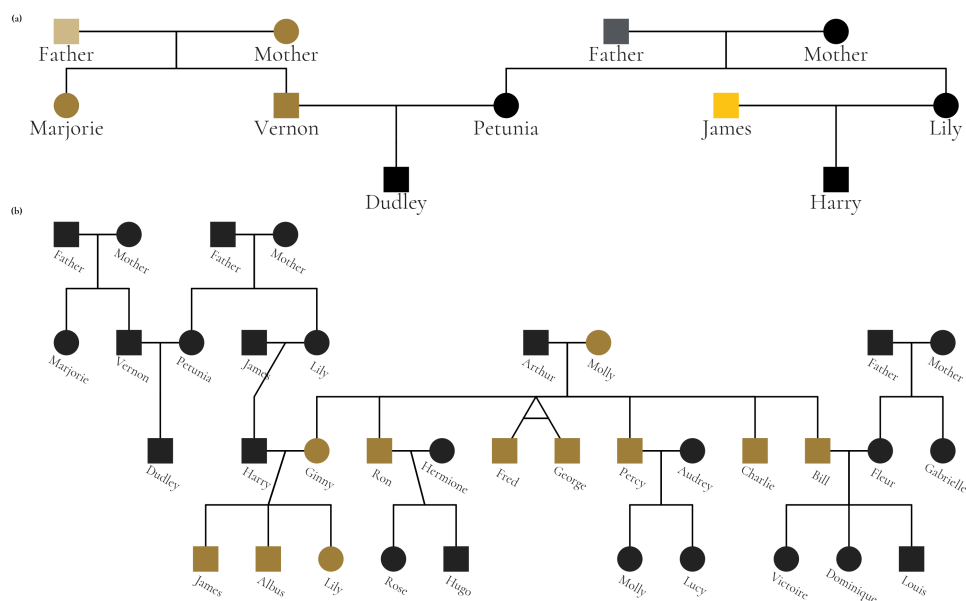 (a)
Father Mother Father Mother
Marjorie Vernon Petunia James Lily
Dudley Harry
(b)
Father Mother Father Mother
Marjorie Vernon Petunia James Lily Arthur Molly Father Mother
Dudley Harry Ginny Ron Hermione Fred George Percy Audrey Charlie Bill Fleur Gabrielle
James Albus Lily Rose Hugo Molly Lucy Victoire Dominique Louis